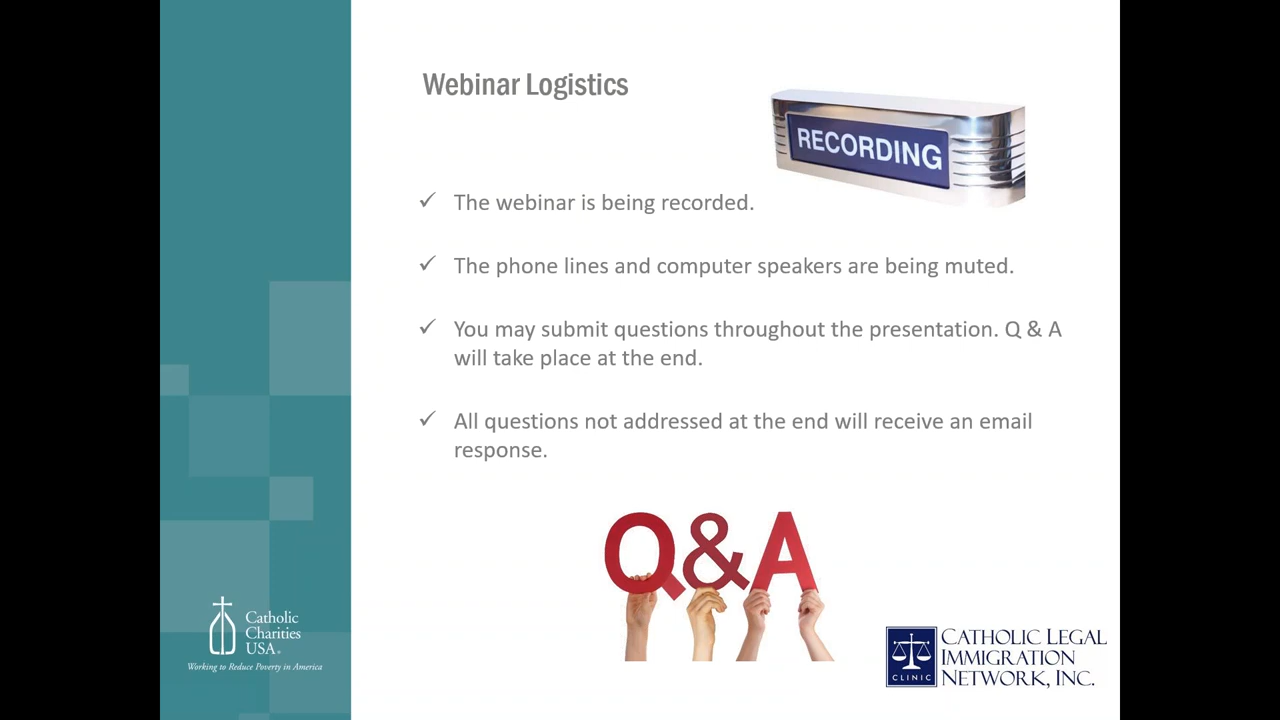 Webinar Logistics
RECORDING
✓ The webinar is being recorded.
✓ The phone lines and computer speakers are being muted.
✓ You may submit questions throughout the presentation. Q & A
will take place at the end.
✓ All questions not addressed at the end will receive an email
response.
Q&A
Catholic
Charities
USA®
Working to Reduce Poverty in America
CLINIC
CATHOLIC LEGAL
IMMIGRATION
NETWORK, INC.